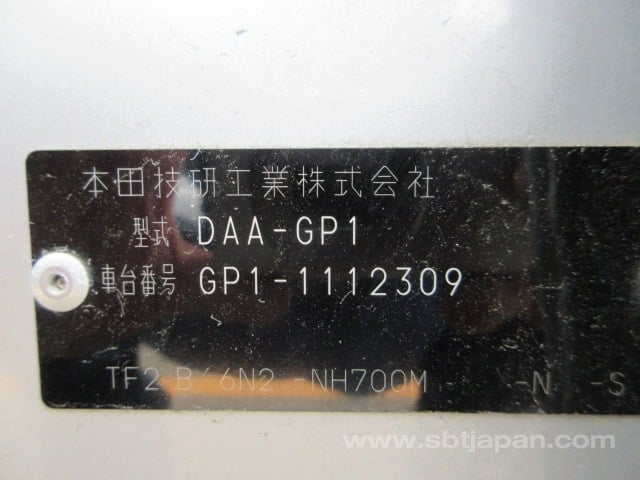 本田技研工業株式会社
型式 DAA-GP1
車台番号 GP1-1112309
TF2 B 6N2 -NH700M - -N -S
www.sbtjapan.com